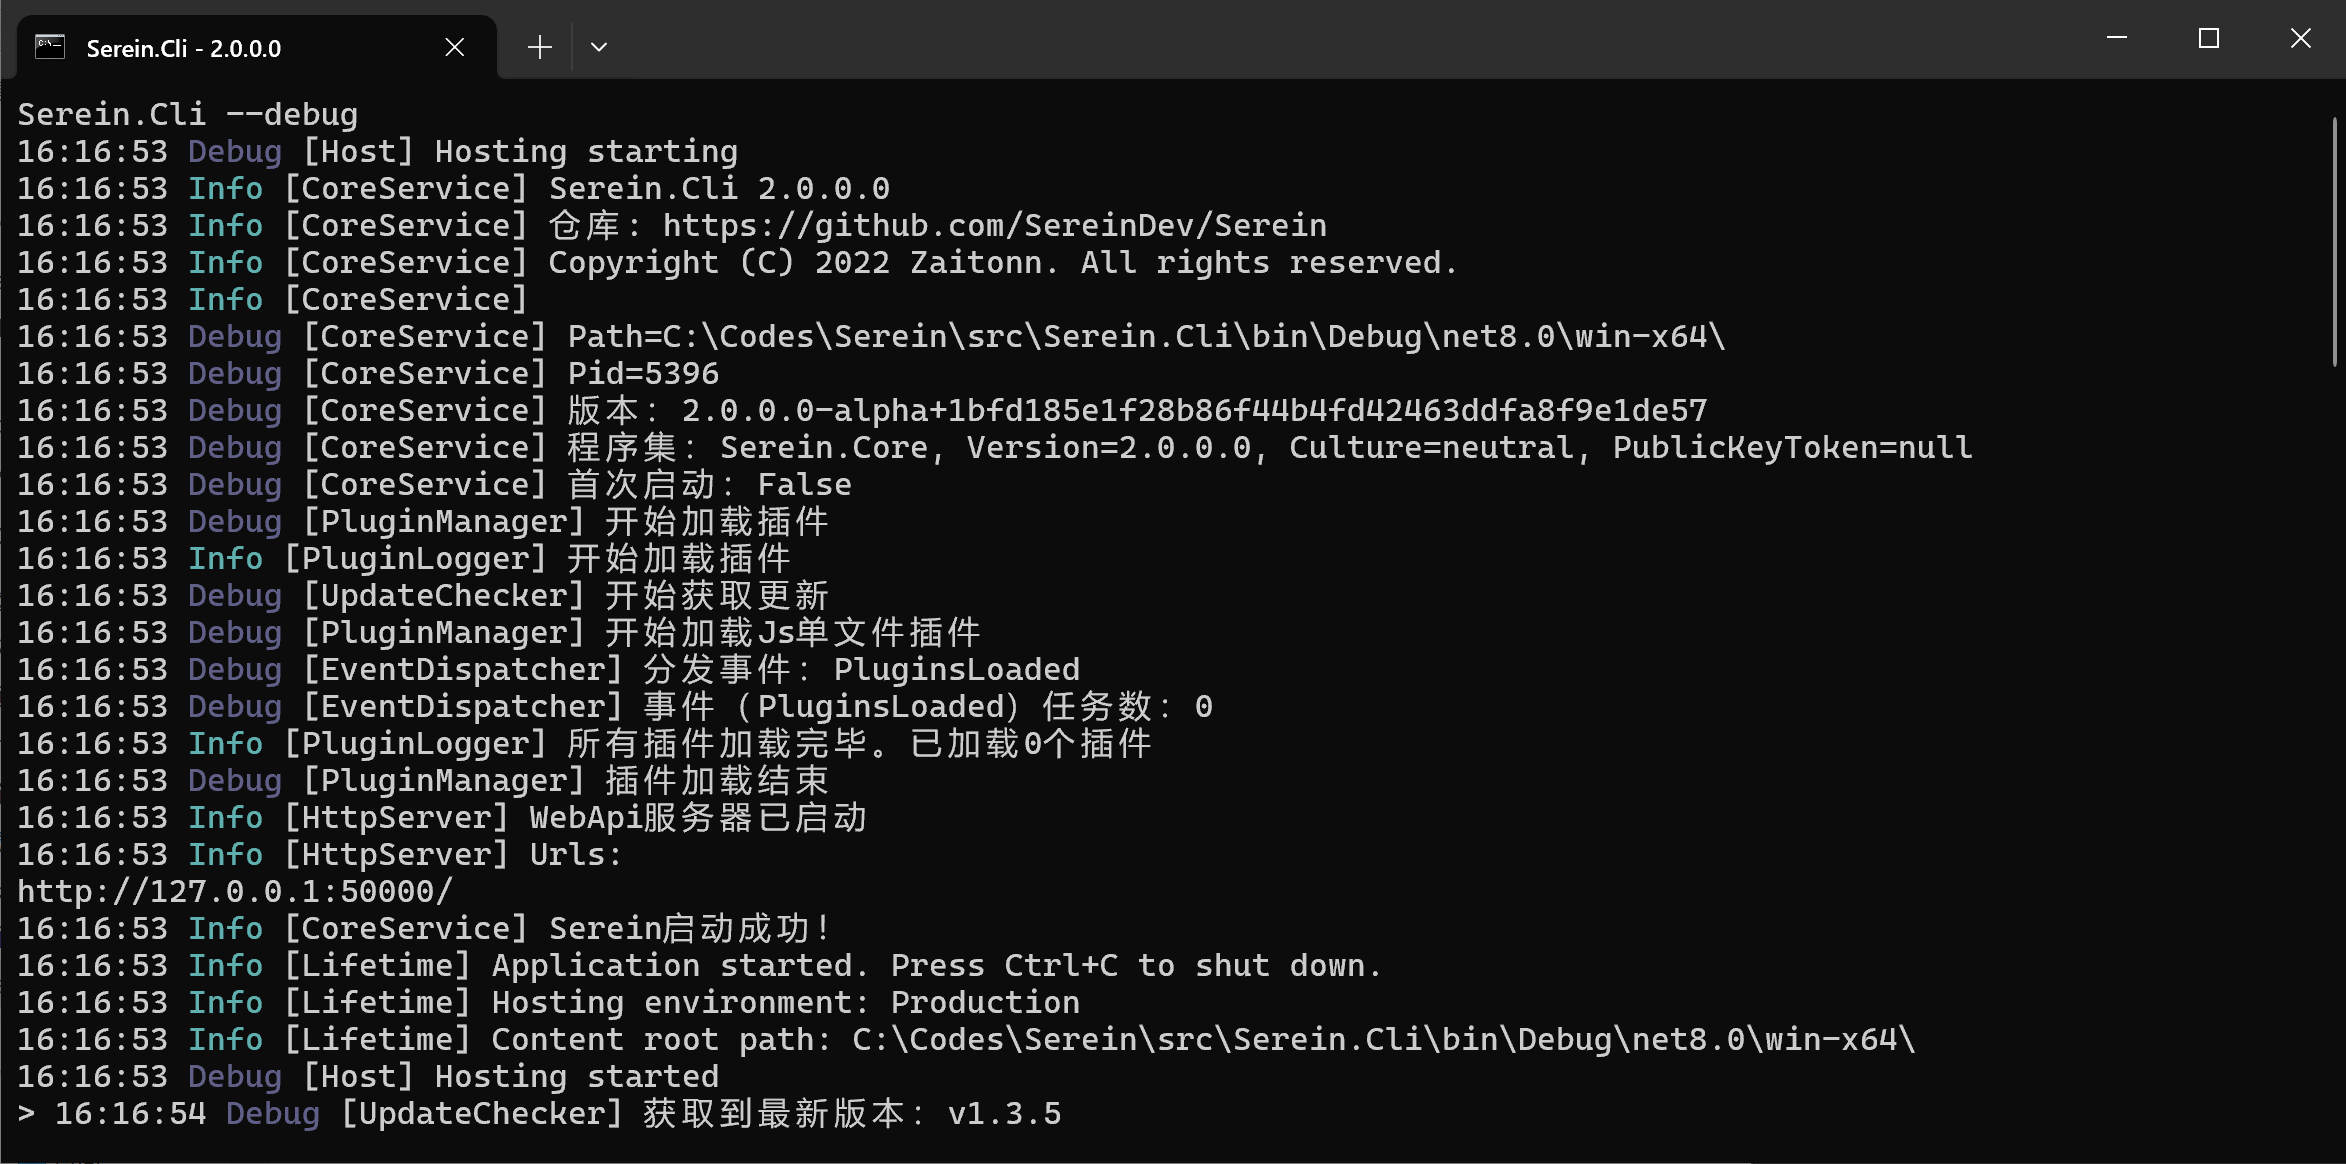 Serein.Cli - 2.0.0.0
Serein.Cli --debug
16:16:53 Debug [Host] Hosting starting
16:16:53 Info [CoreService] Serein.Cli 2.0.0.0
16:16:53 Info [CoreService] 仓库：https://github.com/SereinDev/Serein
16:16:53 Info [CoreService] Copyright (C) 2022 Zaitonn. All rights reserved.
16:16:53 Info [CoreService]
16:16:53 Debug [CoreService] Path=C:\Codes\Serein\src\Serein.Cli\bin\Debug\net8.0\win-x64\
16:16:53 Debug [CoreService] Pid=5396
16:16:53 Debug [CoreService] 版本：2.0.0.0-alpha+1bfd185e1f28b86f44b4fd42463ddfa8f9e1de57
16:16:53 Debug [CoreService] 程序集：Serein.Core, Version=2.0.0.0, Culture=neutral, PublicKeyToken=null
16:16:53 Debug [CoreService] 首次启动：False
16:16:53 Debug [PluginManager] 开始加载插件
16:16:53 Info [PluginLogger] 开始加载插件
16:16:53 Debug [UpdateChecker] 开始获取更新
16:16:53 Debug [PluginManager] 开始加载Js单文件插件
16:16:53 Debug [EventDispatcher] 分发事件：PluginsLoaded
16:16:53 Debug [EventDispatcher] 事件（PluginsLoaded）任务数：0
16:16:53 Info [PluginLogger] 所有插件加载完毕。已加载0个插件
16:16:53 Debug [PluginManager] 插件加载结束
16:16:53 Info [HttpServer] WebApi服务器已启动
16:16:53 Info [HttpServer] Urls:
http://127.0.0.1:50000/
16:16:53 Info [CoreService] Serein启动成功！
16:16:53 Info [Lifetime] Application started. Press Ctrl+C to shut down.
16:16:53 Info [Lifetime] Hosting environment: Production
16:16:53 Info [Lifetime] Content root path: C:\Codes\Serein\src\Serein.Cli\bin\Debug\net8.0\win-x64\
16:16:53 Debug [Host] Hosting started
> 16:16:54 Debug [UpdateChecker] 获取到最新版本：v1.3.5